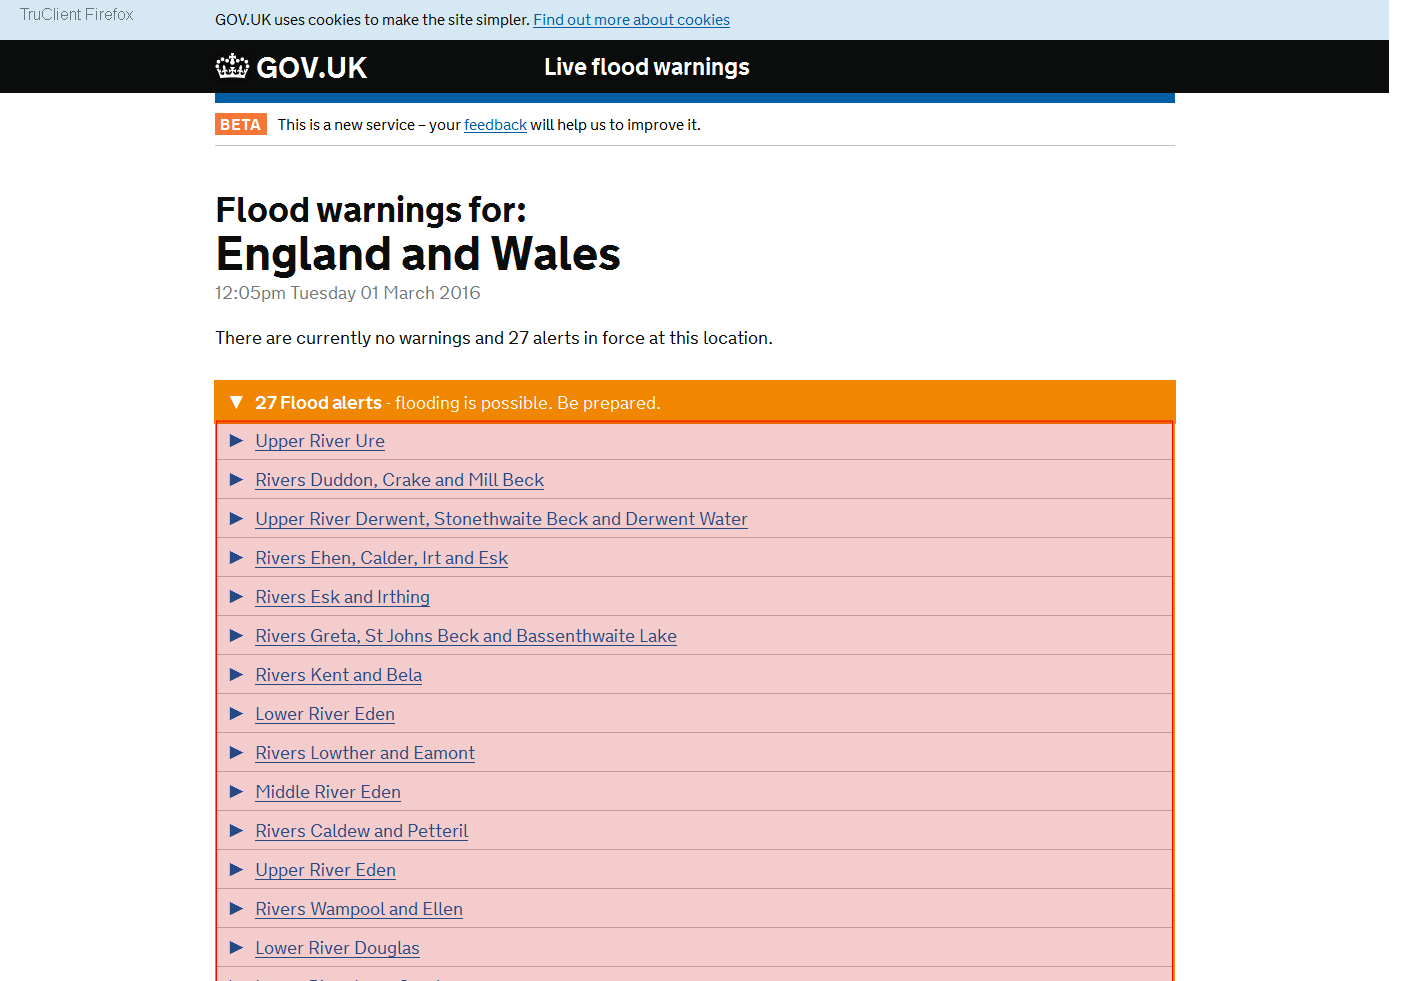 TruClient Firefox
GOV.UK uses cookies to make the site simpler. Find out more about cookies
GOV.UK
Live flood warnings
BETA This is a new service – your feedback will help us to improve it.
Flood warnings for:
England and Wales
12:05pm Tuesday 01 March 2016
There are currently no warnings and 27 alerts in force at this location.
▼ 27 Flood alerts - flooding is possible. Be prepared.
► Upper River Ure
► Rivers Duddon, Crake and Mill Beck
► Upper River Derwent, Stonethwaite Beck and Derwent Water
► Rivers Ehen, Calder, Irt and Esk
► Rivers Esk and Irthing
► Rivers Greta, St Johns Beck and Bassenthwaite Lake
► Rivers Kent and Bela
► Lower River Eden
► Rivers Lowther and Eamont
► Middle River Eden
► Rivers Caldew and Petteril
► Upper River Eden
► Rivers Wampool and Ellen
► Lower River Douglas